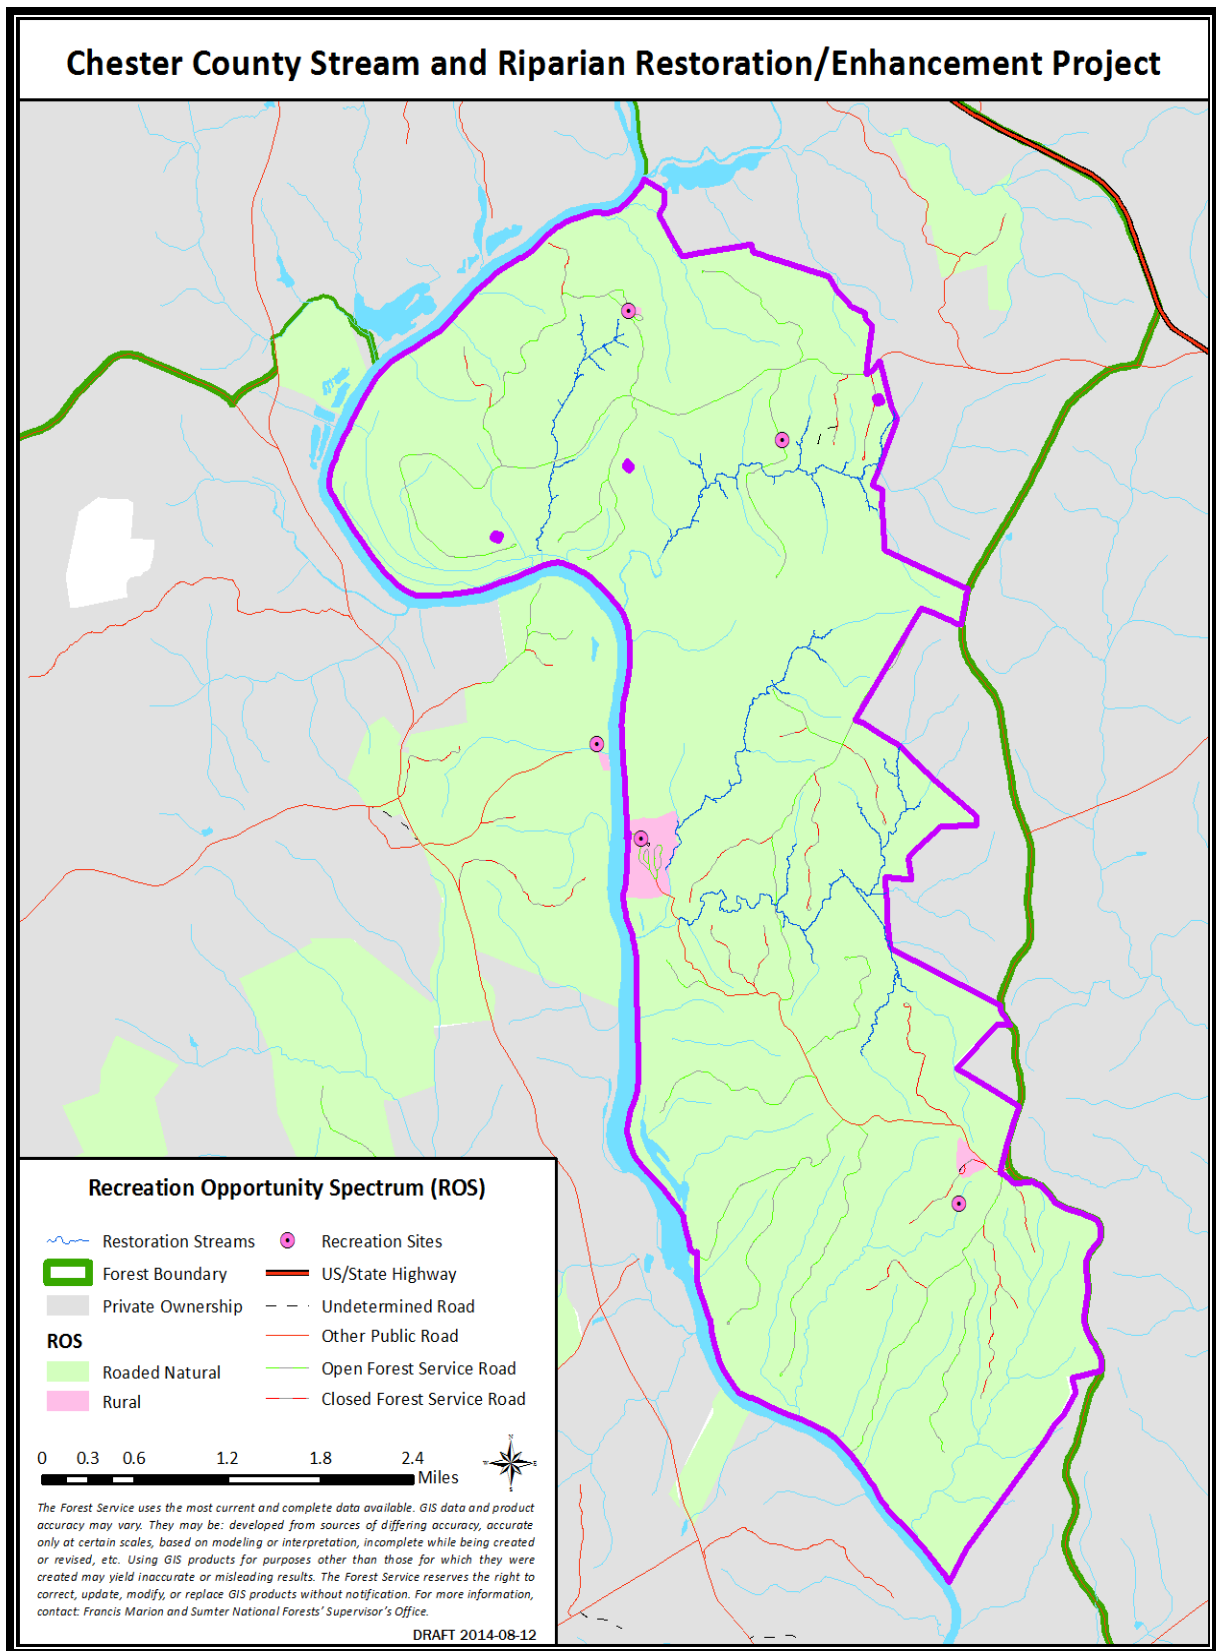 Chester County Stream and Riparian Restoration/Enhancement Project
Recreation Opportunity Spectrum (ROS)
Restoration Streams
Forest Boundary
Private Ownership
ROS
Roaded Natural
Rural
Recreation Sites
US/State Highway
Undetermined Road
Other Public Road
Open Forest Service Road
Closed Forest Service Road
0 0.3 0.6 1.2 1.8 2.4
Miles
N
W E
S
The Forest Service uses the most current and complete data available. GIS data and product
accuracy may vary. They may be: developed from sources of differing accuracy, accurate
only at certain scales, based on modeling or interpretation, incomplete while being created
or revised, etc. Using GIS products for purposes other than those for which they were
created may yield inaccurate or misleading results. The Forest Service reserves the right to
correct, update, modify, or replace GIS products without notification. For more information,
contact: Francis Marion and Sumter National Forests' Supervisor's Office.
DRAFT 2014-08-12